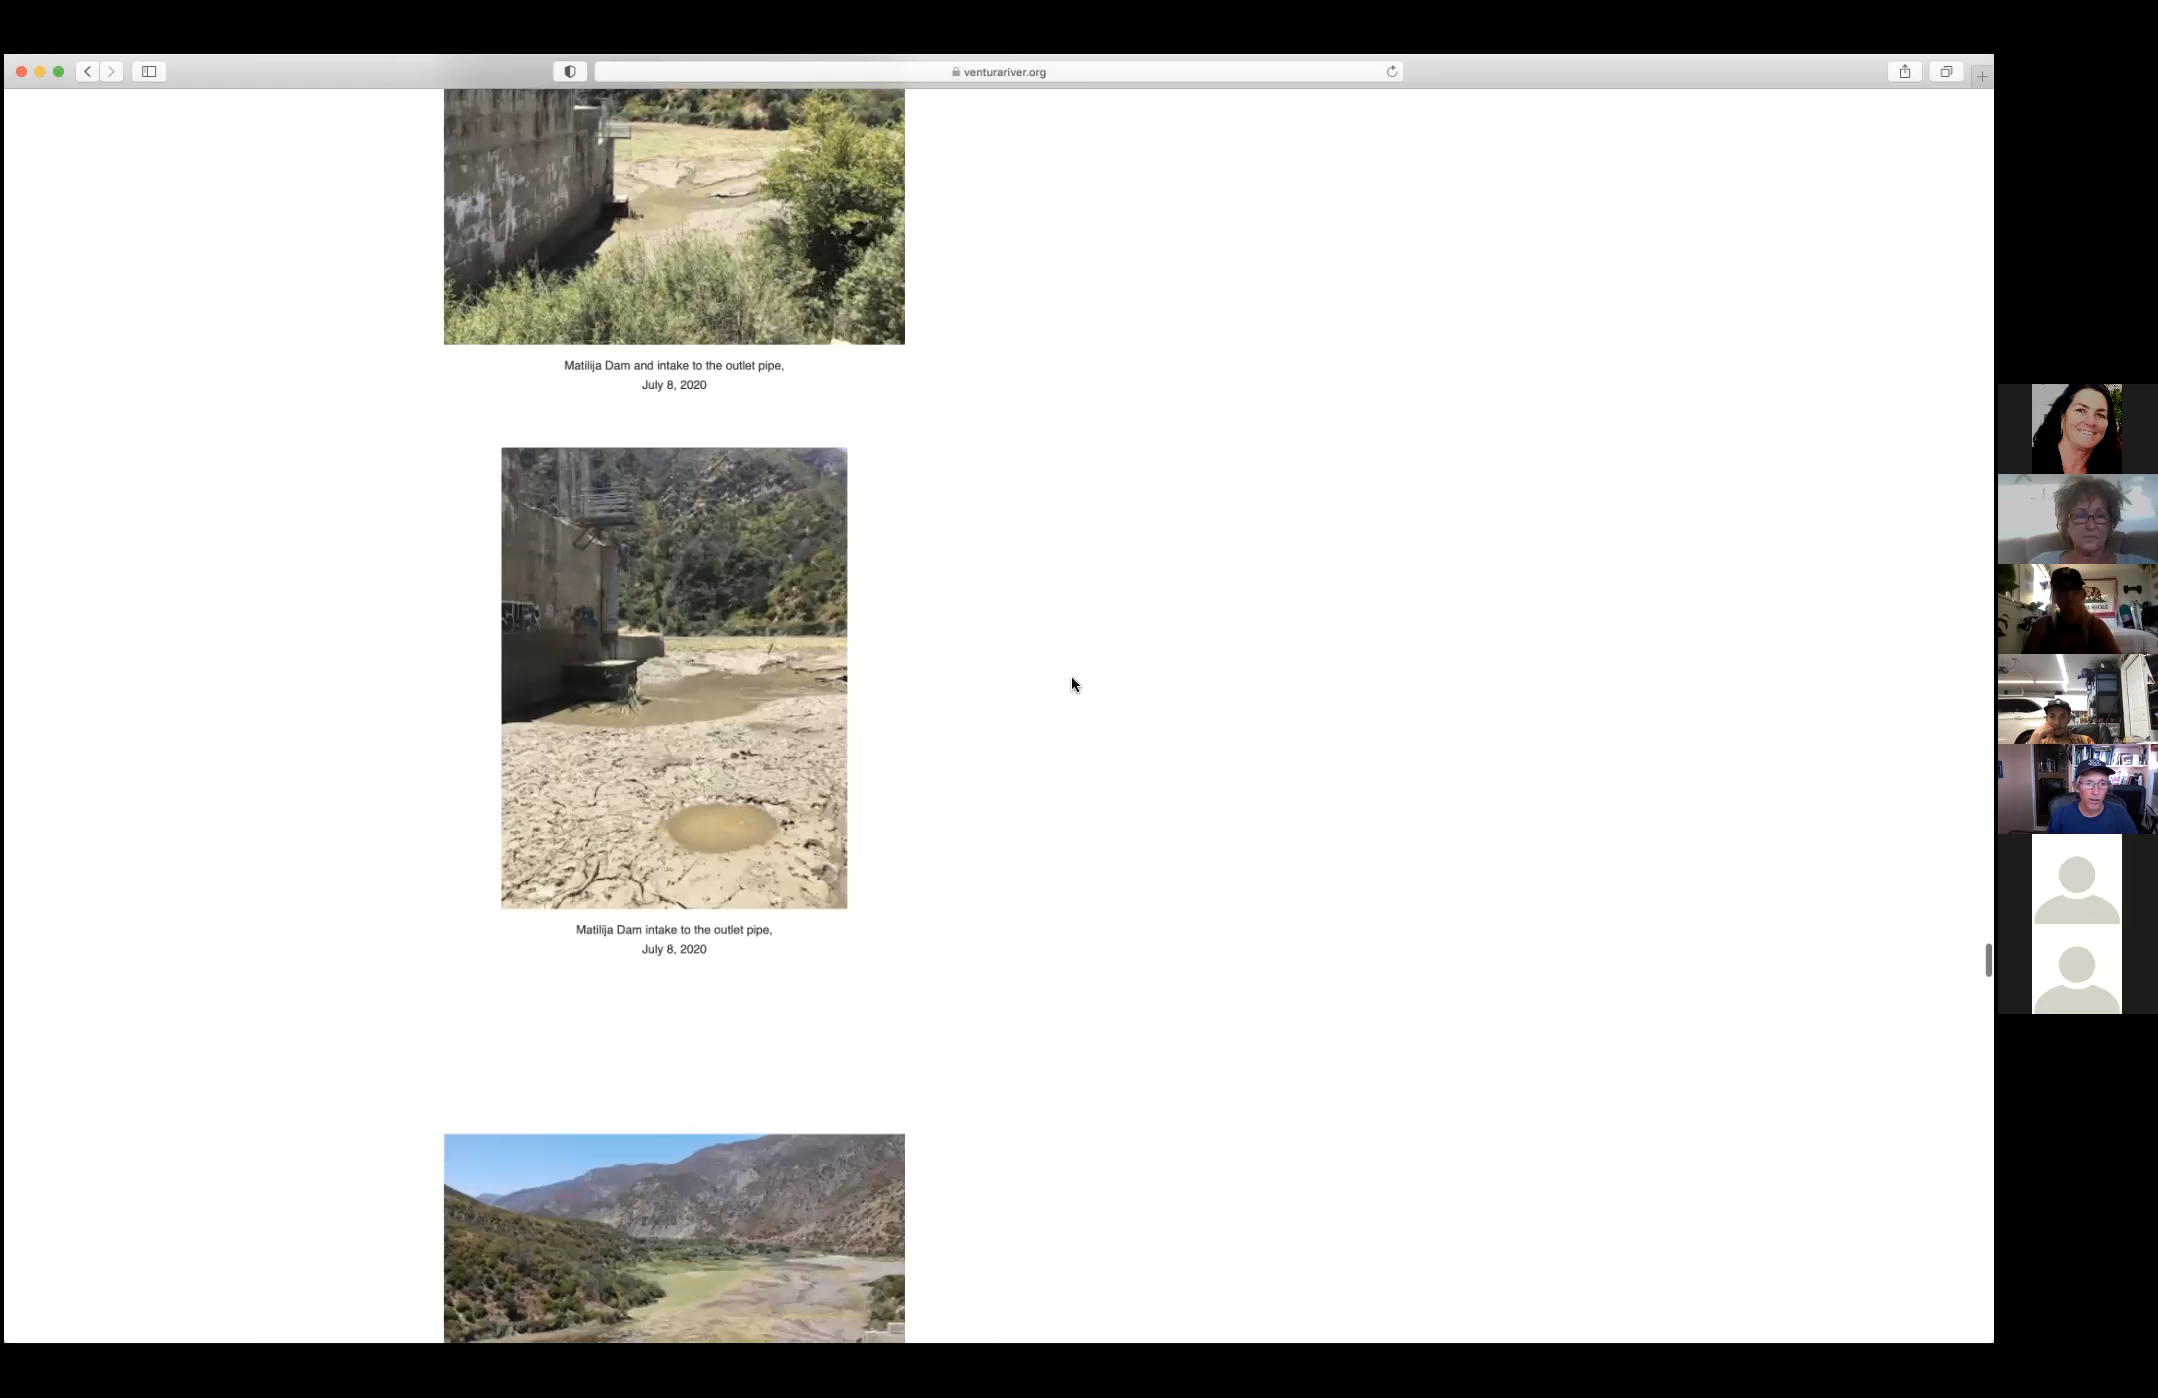 venturariver.org
Matilija Dam and intake to the outlet pipe,
July 8, 2020
Matilija Dam intake to the outlet pipe,
July 8, 2020